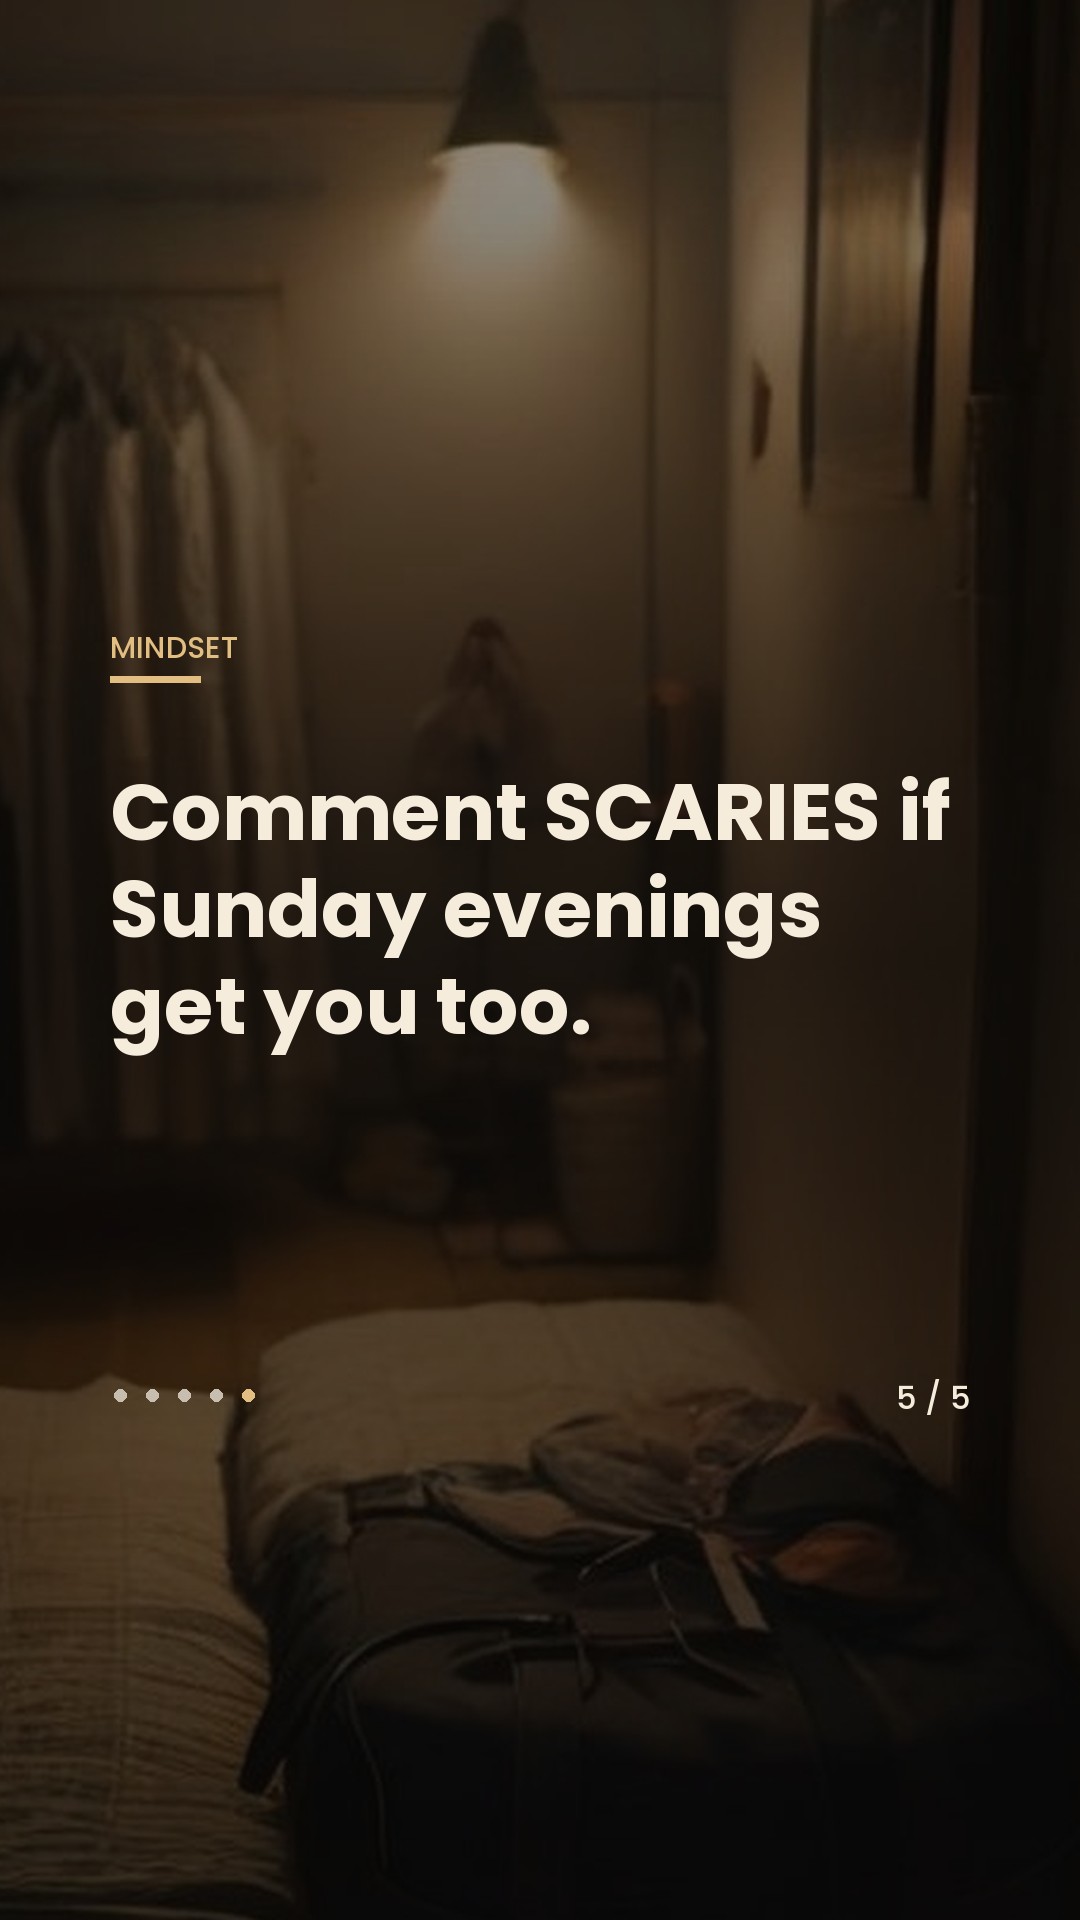 MINDSET
Comment SCARIES if
Sunday evenings
get you too.
5 / 5